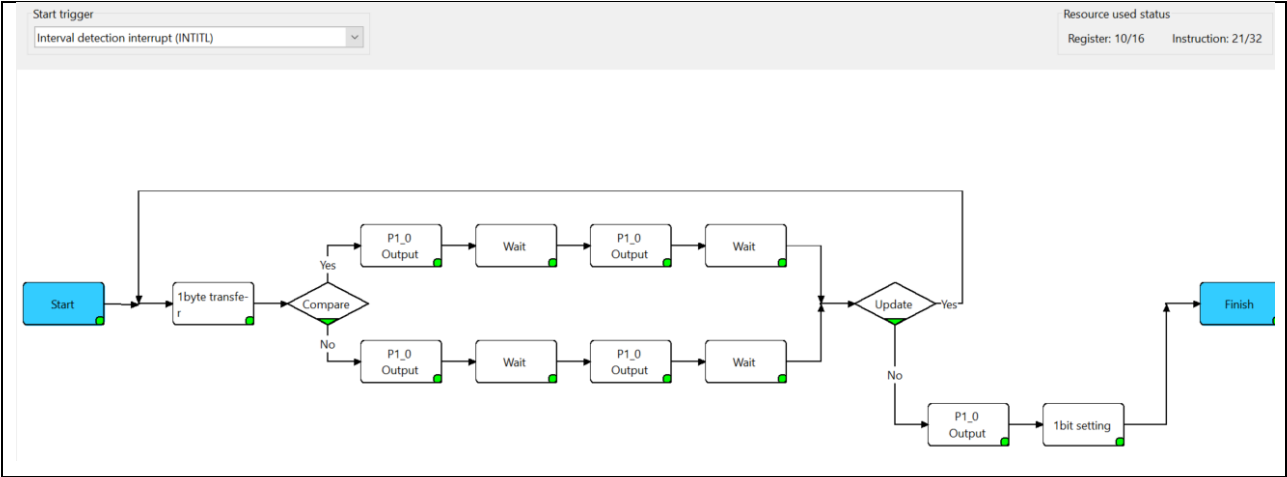 Start trigger
Interval detection interrupt (INTITL)
Resource used status
Register: 10/16 Instruction: 21/32
P1_0
Output
Wait
P1_0
Output
Wait
Yes
Start
1byte transfe-
r
Compare
Update
Yes
Finish
No
P1_0
Output
Wait
P1_0
Output
Wait
No
P1_0
Output
1bit setting